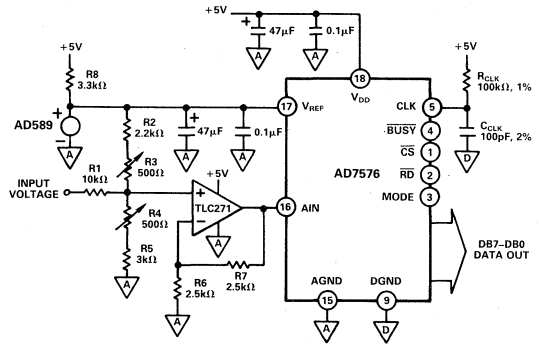 +5V
+
47μF
0.1μF
A
A
+5V
R8
3.3kΩ
+
AD589
−
A
R2
2.2kΩ
R3
500Ω
+
47μF
0.1μF
A
A
INPUT
VOLTAGE
R1
10kΩ
R4
500Ω
R5
3kΩ
A
+5V
+
TLC271
−
A
R7
2.5kΩ
R6
2.5kΩ
A
18
VDD
17
VREF
16
AIN
AD7576
CLK
5
BUSY
4
CS
1
RD
2
MODE
3
+5V
RCLK
100kΩ, 1%
CCLK
100pF, 2%
D
DB7–DB0
DATA OUT
AGND
DGND
15
9
A
D